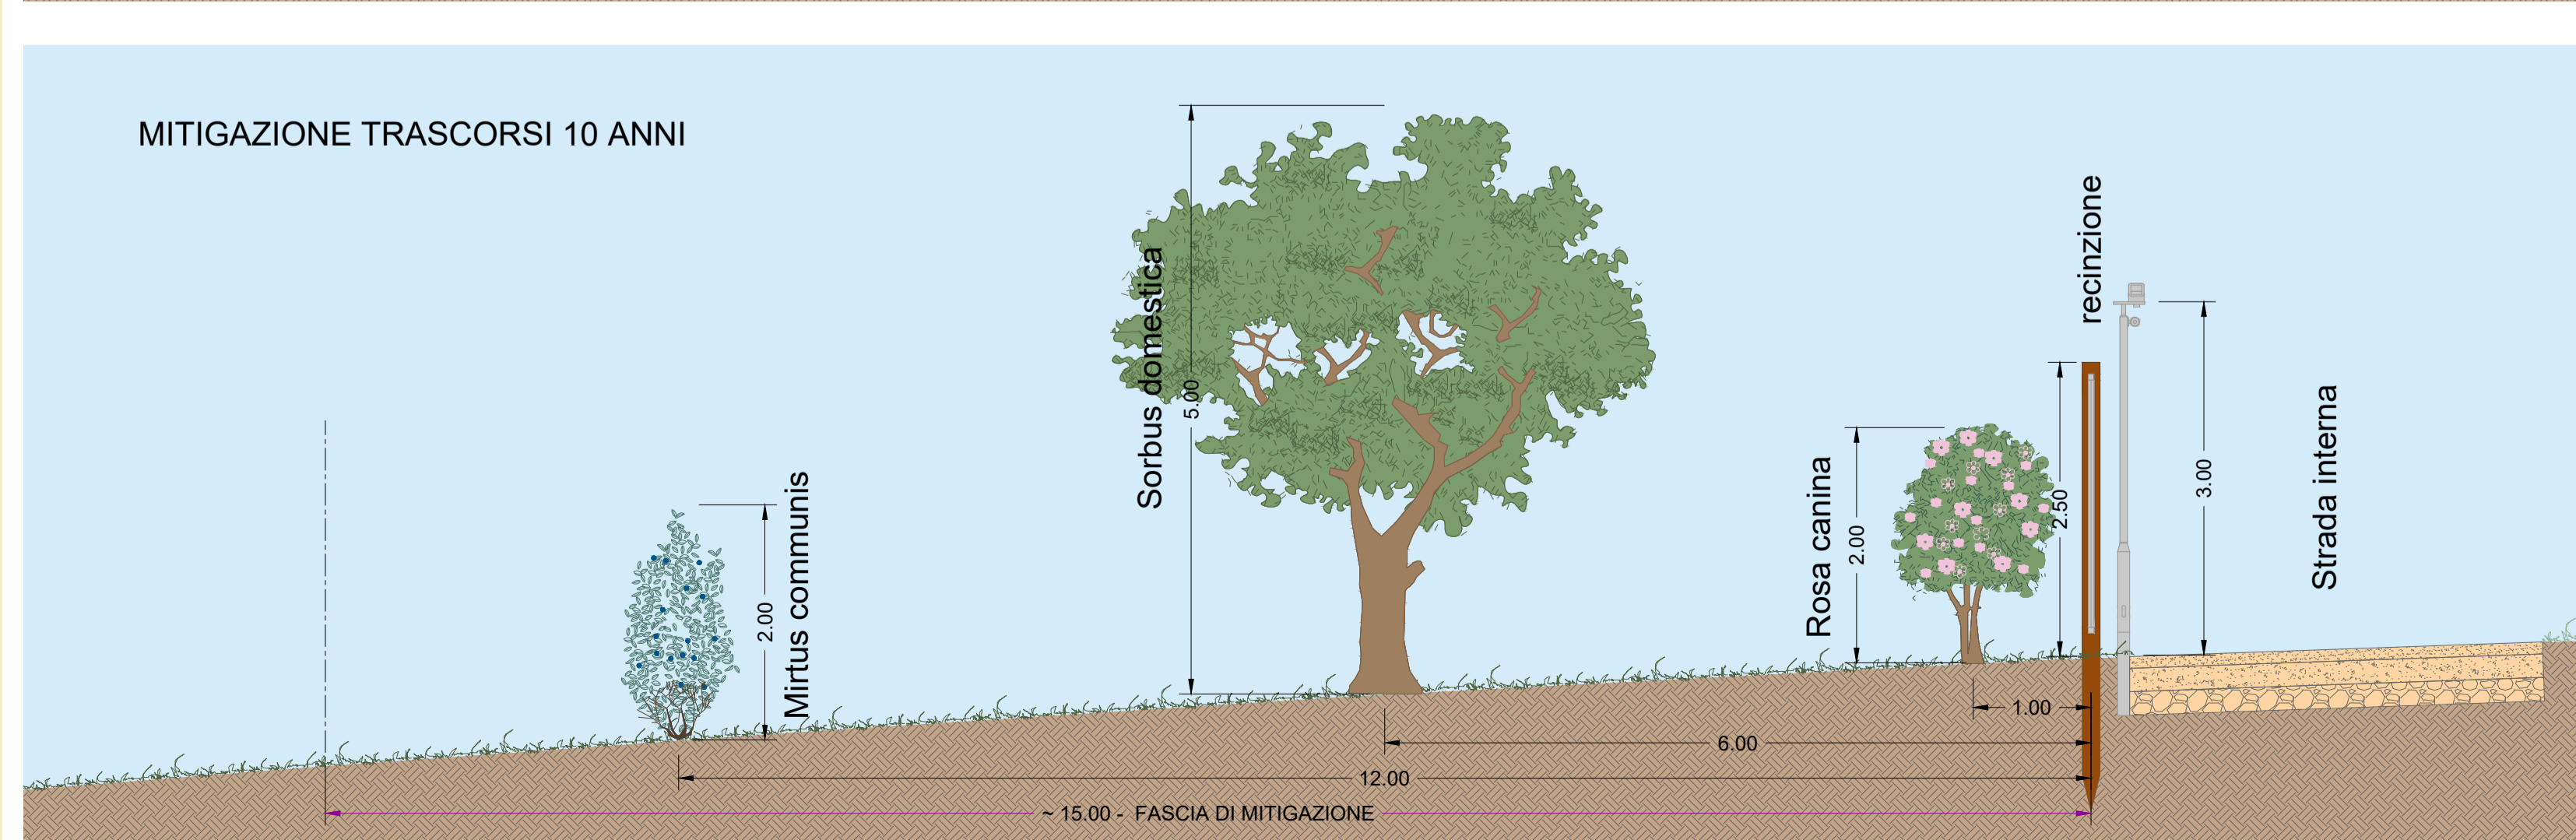 MITIGAZIONE TRASCORSI 10 ANNI
Mirtus communis
2.00
Sorbus domestica
5.00
Rosa canina
2.00
recinzione
2.50
3.00
Strada interna
1.00
6.00
12.00
~ 15.00 - FASCIA DI MITIGAZIONE